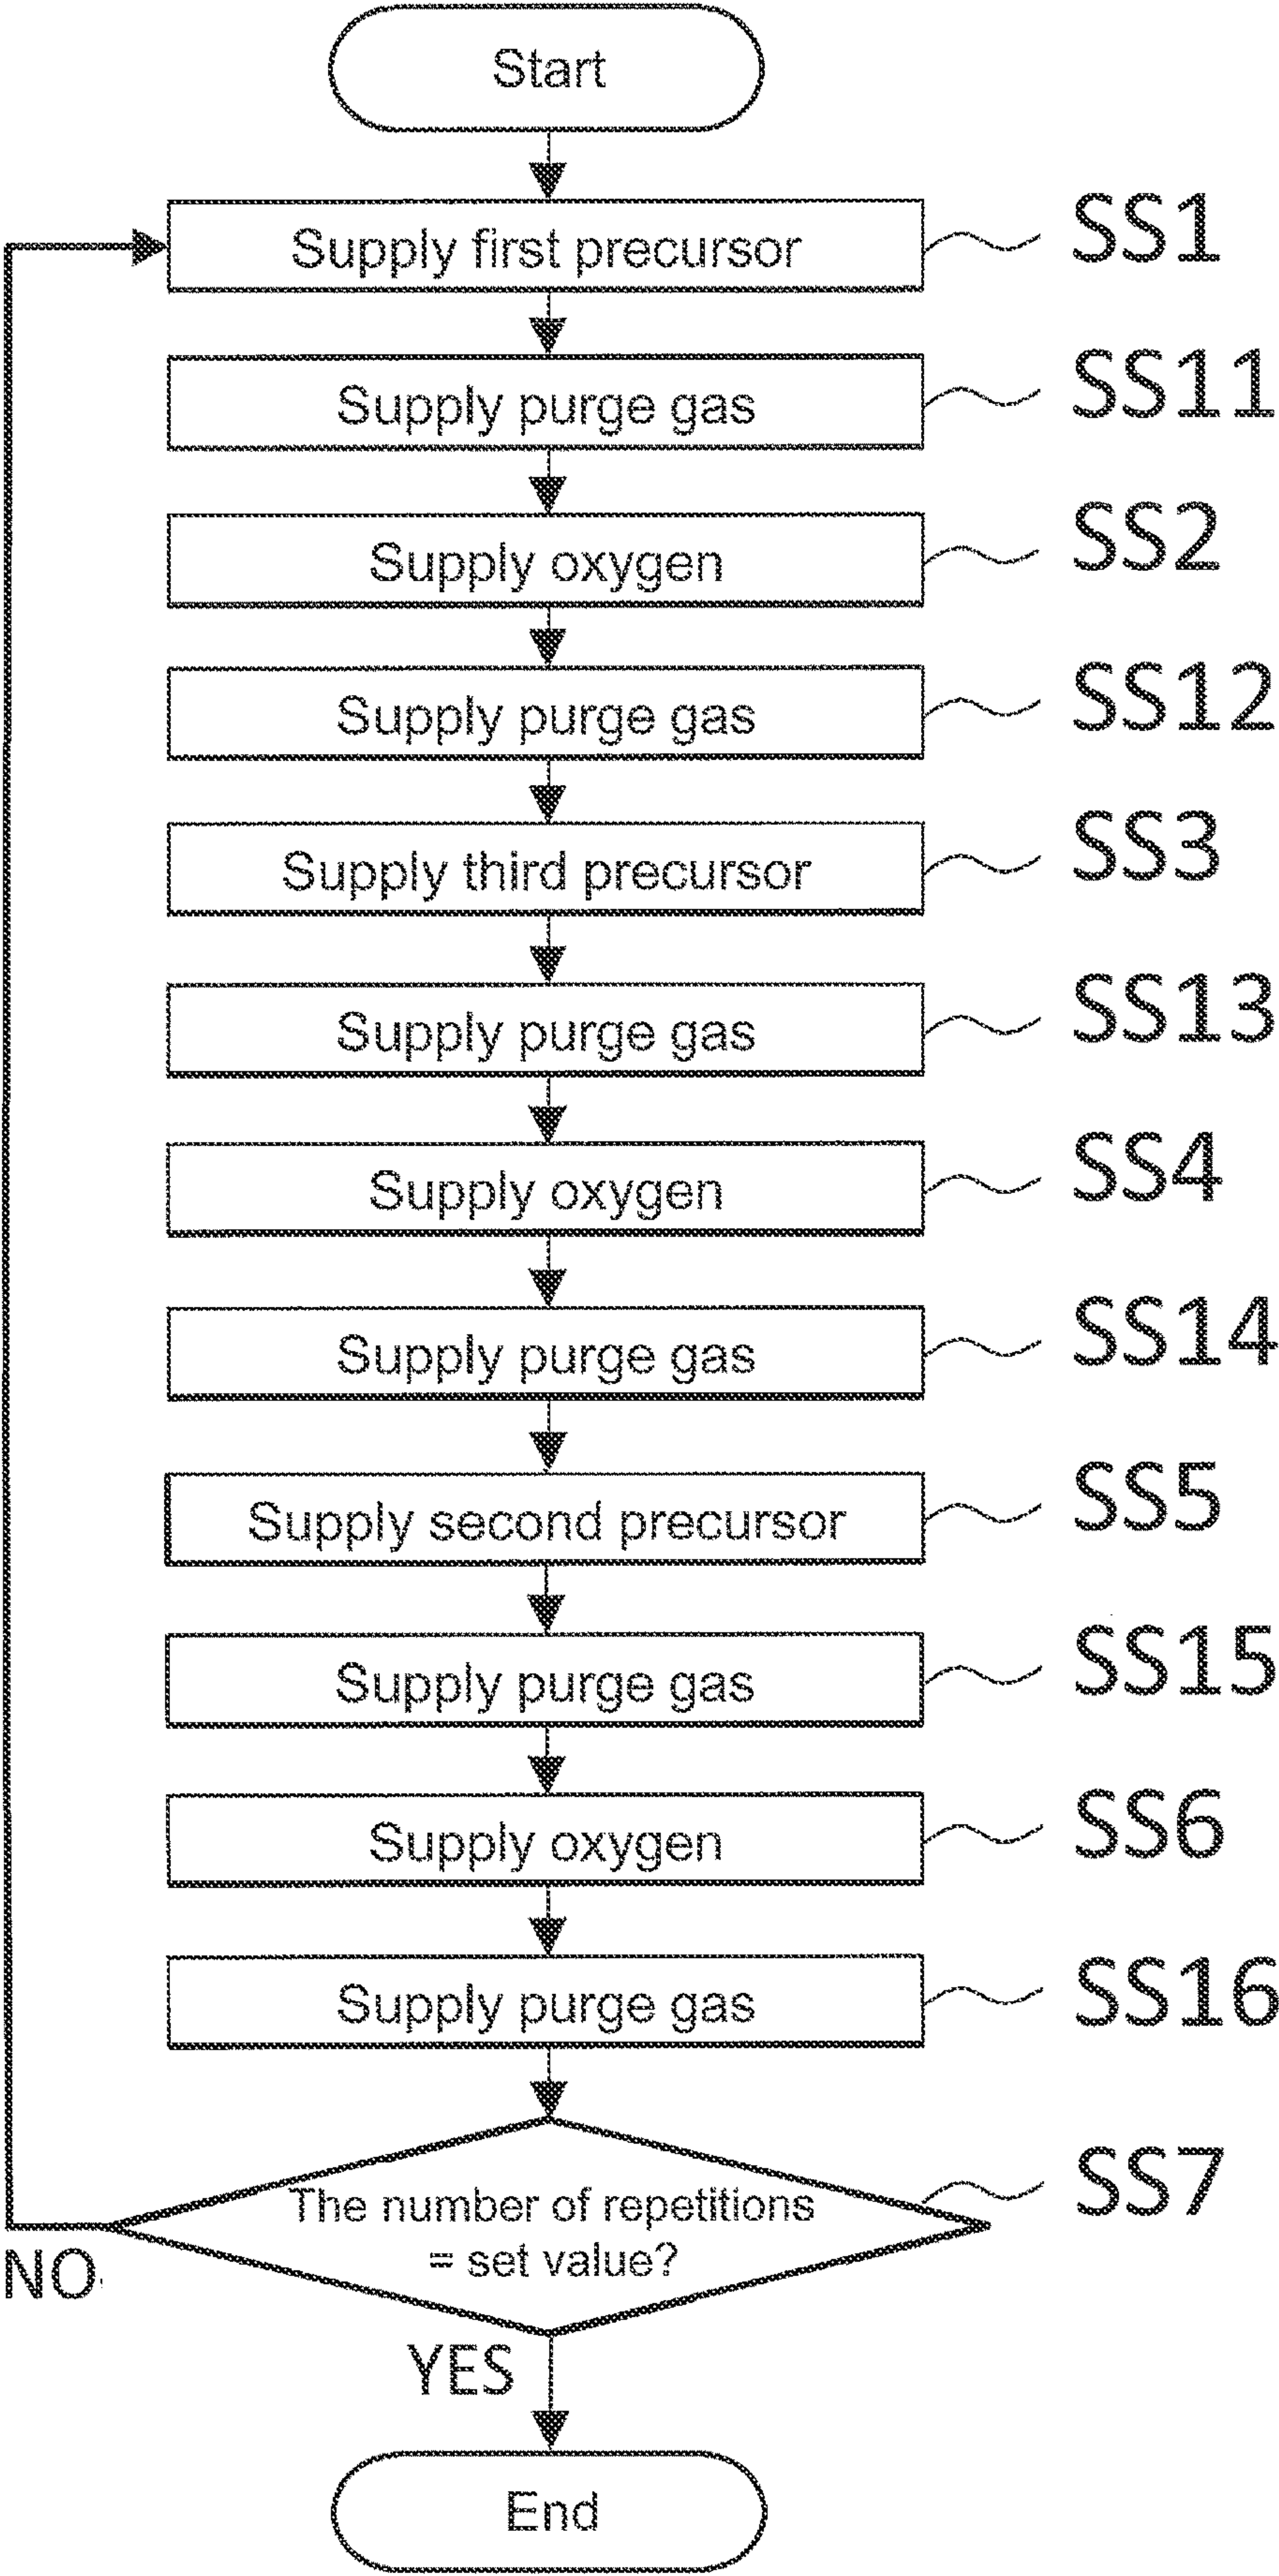 Start
Supply first precursor
SS1
Supply purge gas
SS11
Supply oxygen
SS2
Supply purge gas
SS12
Supply third precursor
SS3
Supply purge gas
SS13
Supply oxygen
SS4
Supply purge gas
SS14
Supply second precursor
SS5
Supply purge gas
SS15
Supply oxygen
SS6
Supply purge gas
SS16
The number of repetitions
= set value?
SS7
NO
YES
End